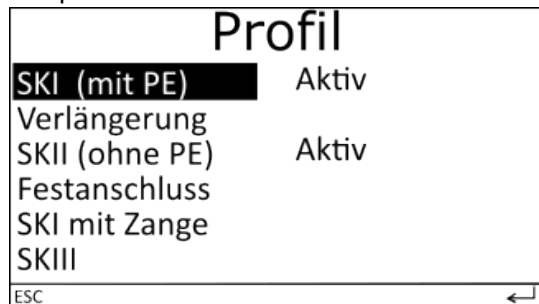 Profil
SKI (mit PE) Aktiv
Verlängerung
SKII (ohne PE) Aktiv
Festanschluss
SKI mit Zange
SKIII
ESC